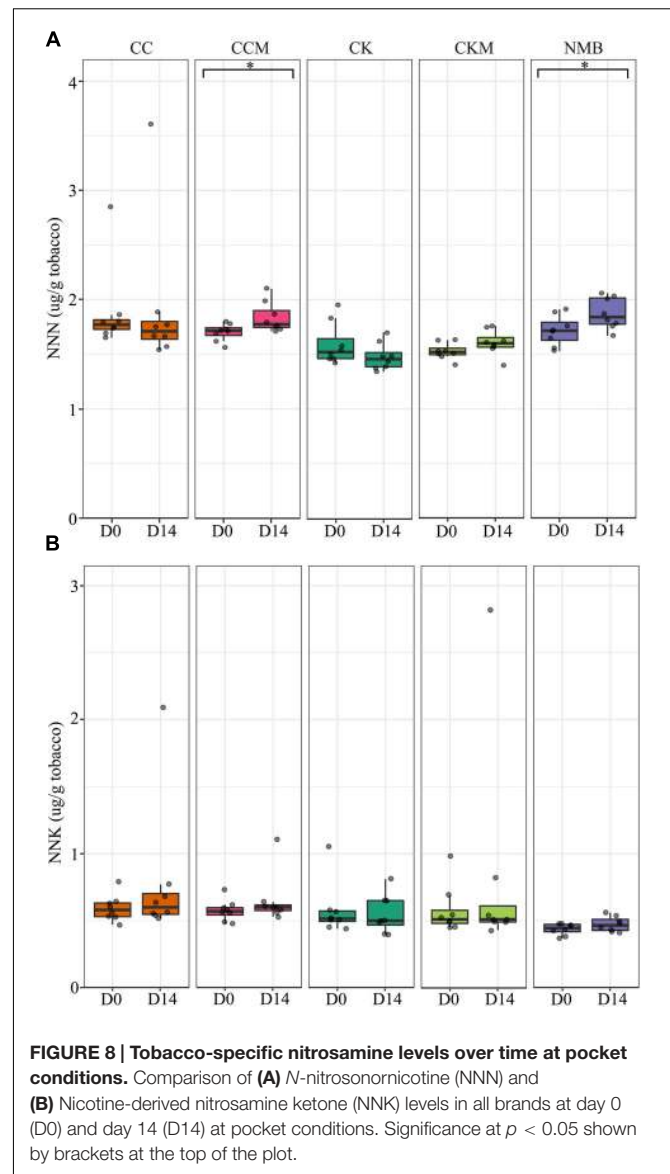 A
CC CCM CK CKM NMB
* *
4
3
2
1
0
NNN (ug/g tobacco)
D0 D14 D0 D14 D0 D14 D0 D14 D0 D14
B
3
2
1
0
NNK (ug/g tobacco)
D0 D14 D0 D14 D0 D14 D0 D14 D0 D14
FIGURE 8 | Tobacco-specific nitrosamine levels over time at pocket
conditions. Comparison of (A) N-nitrosonornicotine (NNN) and
(B) Nicotine-derived nitrosamine ketone (NNK) levels in all brands at day 0
(D0) and day 14 (D14) at pocket conditions. Significance at p < 0.05 shown
by brackets at the top of the plot.